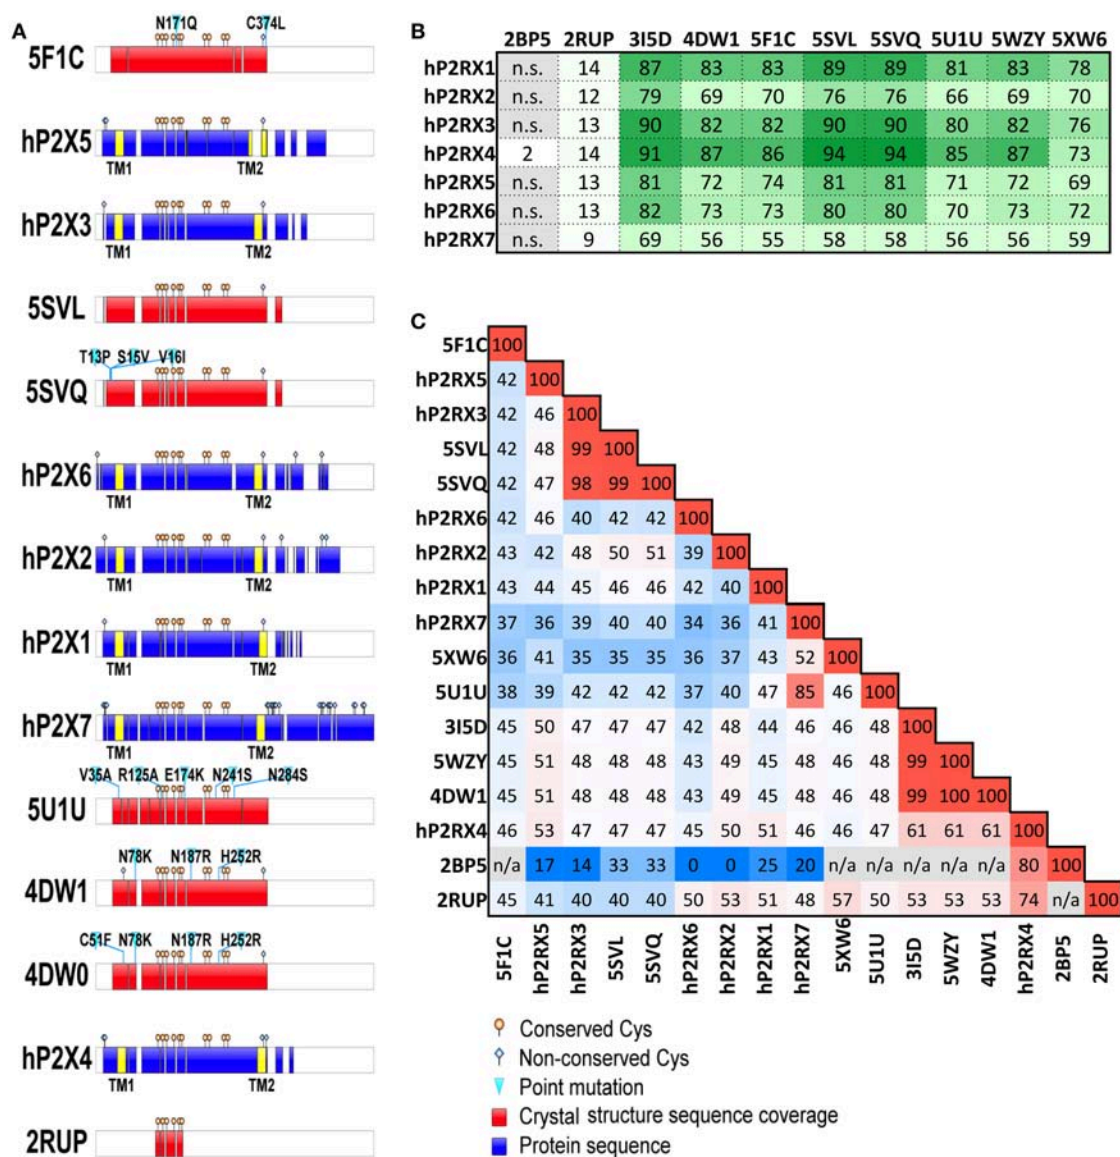 A
N171Q C374L
5F1C
hP2X5
TM1 TM2
hP2X3
TM1 TM2
5SVL
T13P S15V V16I
5SVQ
hP2X6
TM1 TM2
hP2X2
TM1 TM2
hP2X1
TM1 TM2
hP2X7
TM1 TM2
V35A R125A E174K N241S N284S
5U1U
N78K N187R H252R
4DW1
C51F N78K N187R H252R
4DW0
hP2X4
TM1 TM2
2RUP
B
2BP5 2RUP 3I5D 4DW1 5F1C 5SVL 5SVQ 5U1U 5WZY 5XW6
hP2RX1 n.s. 14 87 83 83 89 89 81 83 78
hP2RX2 n.s. 12 79 69 70 76 76 66 69 70
hP2RX3 n.s. 13 90 82 82 90 90 80 82 76
hP2RX4 2 14 91 87 86 94 94 85 87 73
hP2RX5 n.s. 13 81 72 74 81 81 71 72 69
hP2RX6 n.s. 13 82 73 73 80 80 70 73 72
hP2RX7 n.s. 9 69 56 55 58 58 56 56 59
C
5F1C 100
hP2RX5 42 100
hP2RX3 42 46 100
5SVL 42 48 99 100
5SVQ 42 47 98 99 100
hP2RX6 42 46 40 42 42 100
hP2RX2 43 42 48 50 51 39 100
hP2RX1 43 44 45 46 46 42 40 100
hP2RX7 37 36 39 40 40 34 36 41 100
5XW6 36 41 35 35 35 36 37 43 52 100
5U1U 38 39 42 42 42 37 40 47 85 46 100
3I5D 45 50 47 47 47 42 48 44 46 46 48 100
5WZY 45 51 48 48 48 43 49 45 48 46 48 99 100
4DW1 45 51 48 48 48 43 49 45 48 46 48 99 100 100
hP2RX4 46 53 47 47 47 45 50 51 46 46 47 61 61 61 100
2BP5 n/a 17 14 33 33 0 0 25 20 n/a n/a n/a n/a n/a 80 100
2RUP 45 41 40 40 40 50 53 51 48 57 50 53 53 53 74 n/a 100
5F1C hP2RX5 hP2RX3 5SVL 5SVQ hP2RX6 hP2RX2 hP2RX1 hP2RX7 5XW6 5U1U 3I5D 5WZY 4DW1 hP2RX4 2BP5 2RUP
Conserved Cys
Non-conserved Cys
Point mutation
Crystal structure sequence coverage
Protein sequence